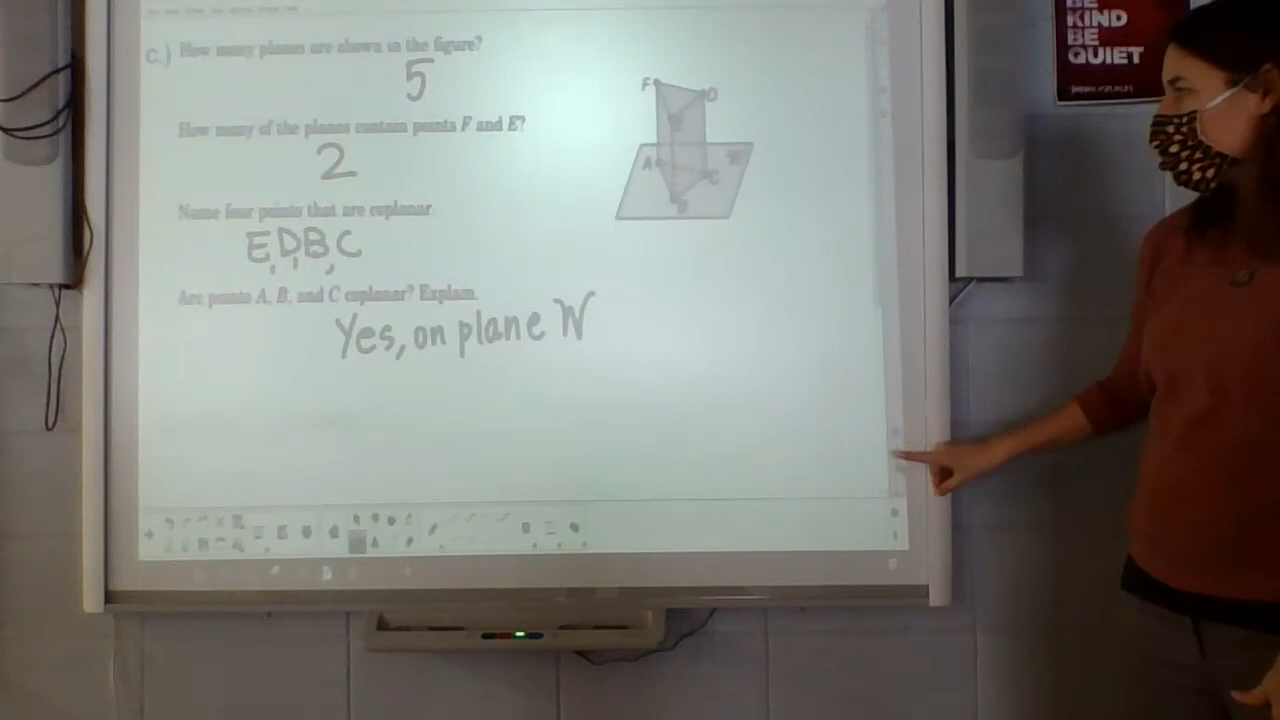 C.) How many planes are shown in the figure?
5
How many of the planes contain points F and E?
2
Name four points that are coplanar.
E, D, B, C
Are points A, B, and C coplanar? Explain.
Yes, on plane W
F
D
E
A
W
C
B
BE
KIND
BE
QUIET